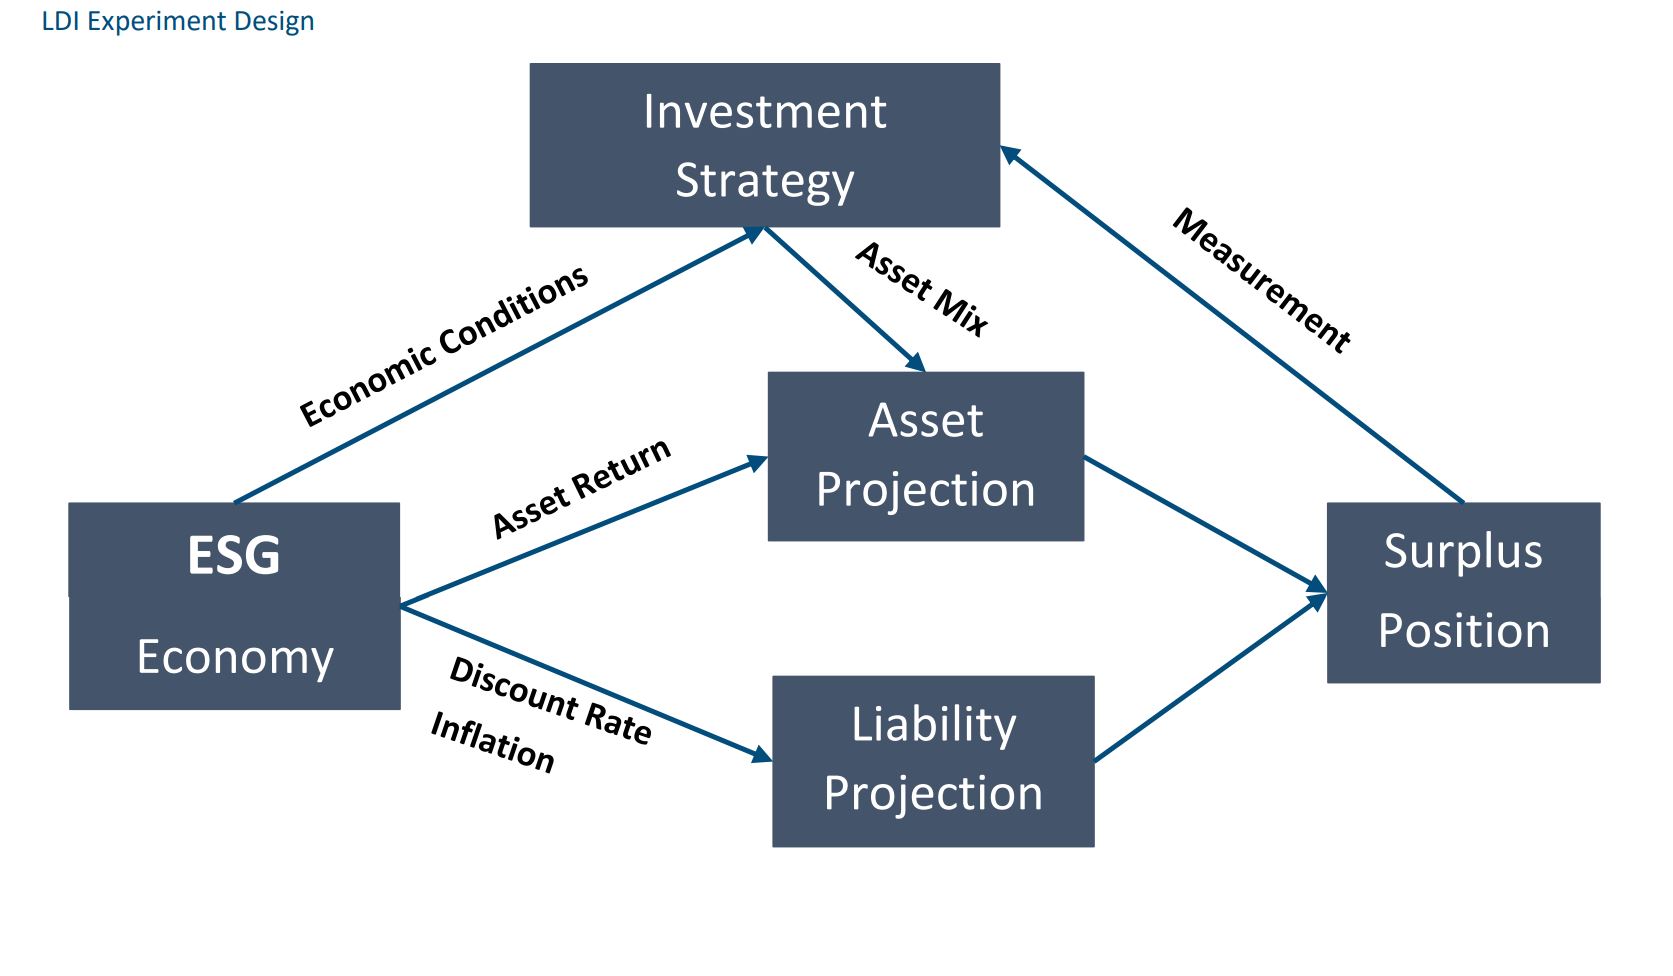 LDI Experiment Design
Investment
Strategy
Economic Conditions
Asset Mix
Measurement
Asset Return
Asset
Projection
ESG
Economy
Surplus
Position
Discount Rate
Inflation
Liability
Projection